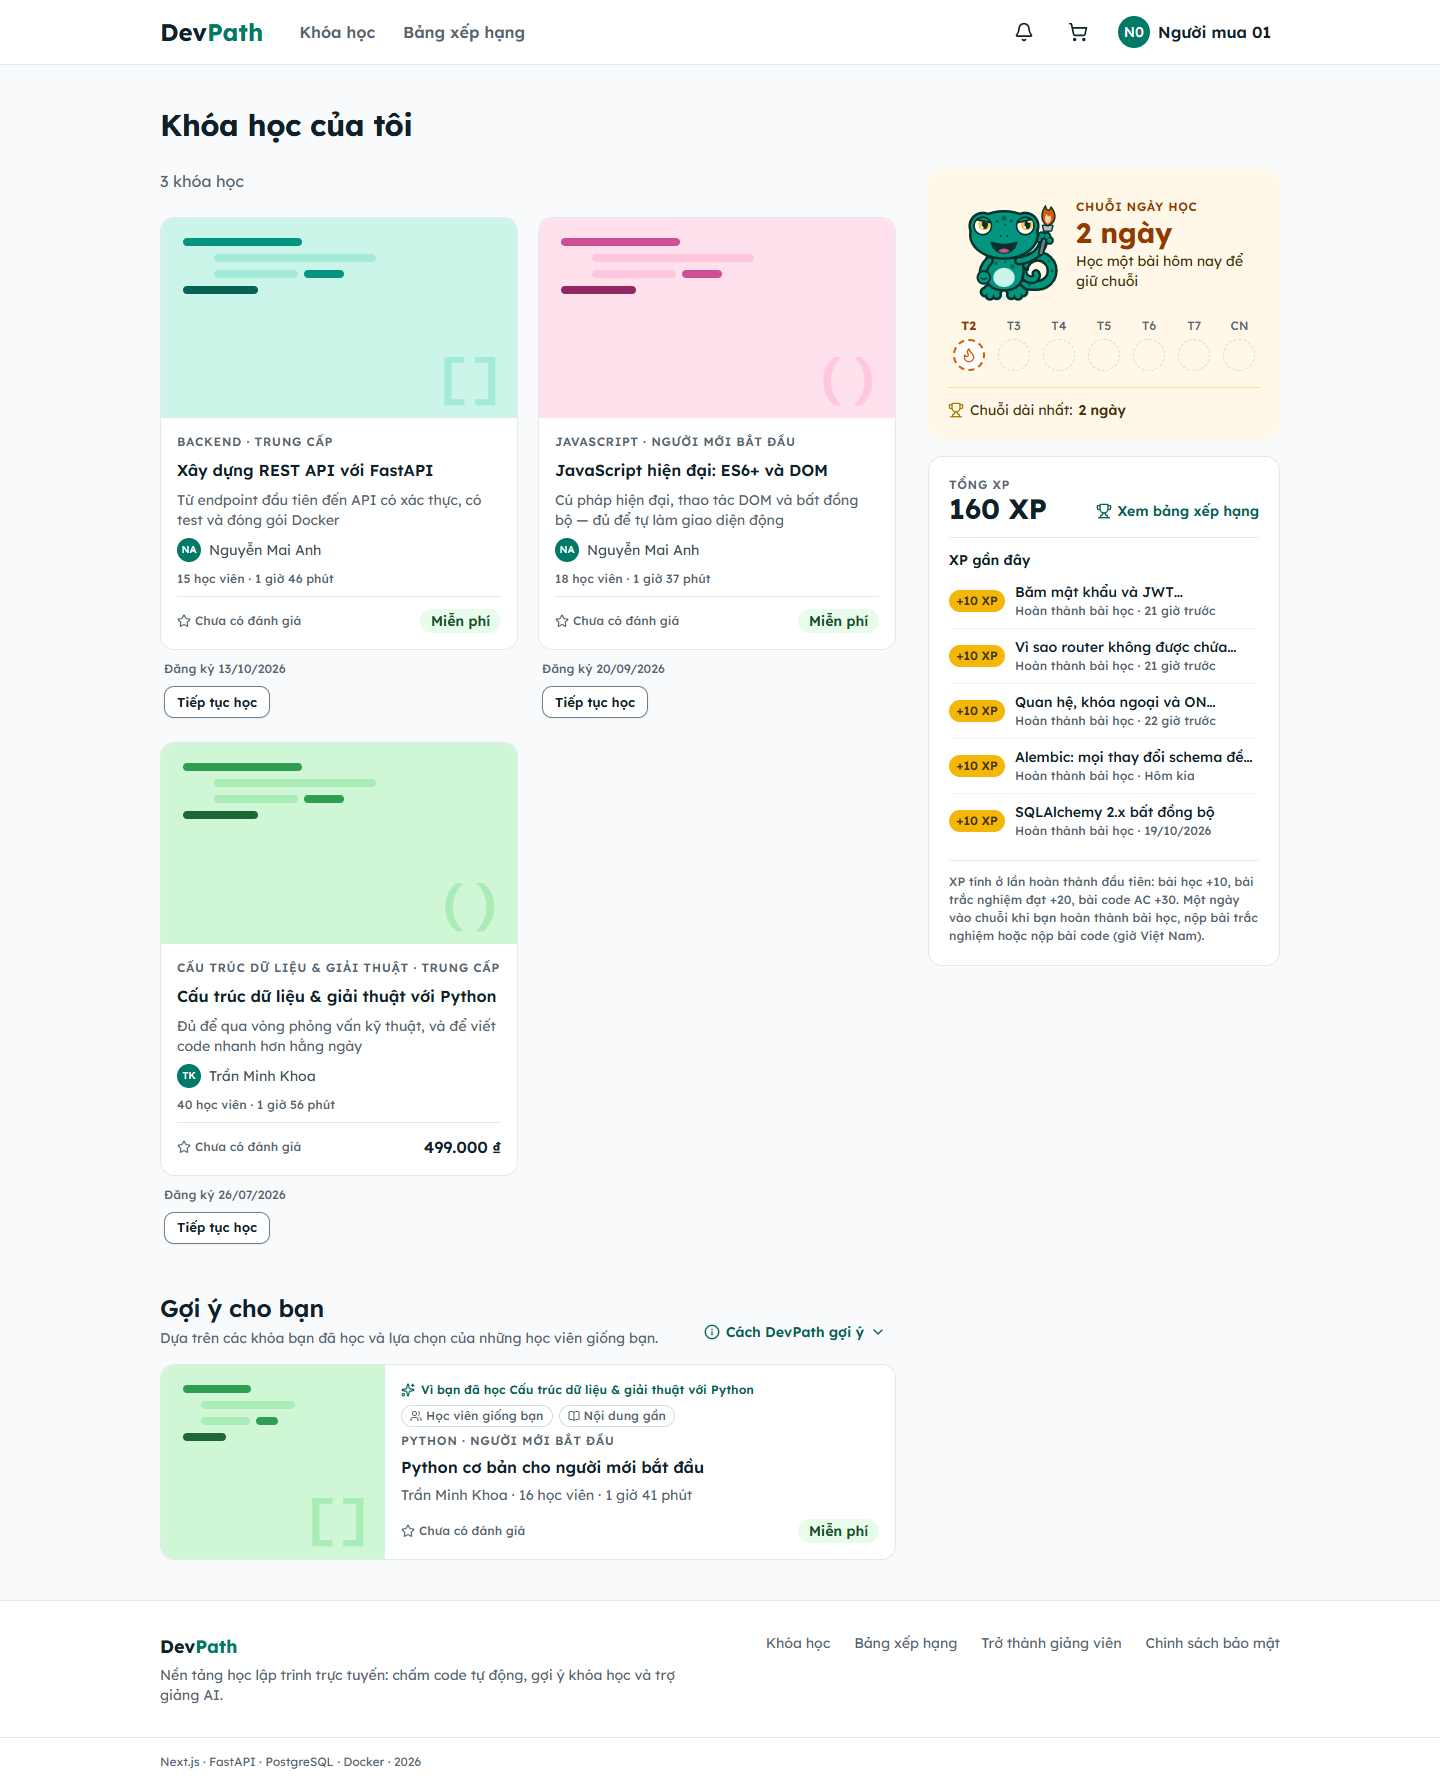 DevPath
Khóa học
Bảng xếp hạng
N0
Người mua 01
Khóa học của tôi
3 khóa học
[ ]
BACKEND · TRUNG CẤP
Xây dựng REST API với FastAPI
Từ endpoint đầu tiên đến API có xác thực, có
test và đóng gói Docker
NA
Nguyễn Mai Anh
15 học viên · 1 giờ 46 phút
Chưa có đánh giá
Miễn phí
Đăng ký 13/10/2026
Tiếp tục học
( )
JAVASCRIPT · NGƯỜI MỚI BẮT ĐẦU
JavaScript hiện đại: ES6+ và DOM
Cú pháp hiện đại, thao tác DOM và bất đồng
bộ — đủ để tự làm giao diện động
NA
Nguyễn Mai Anh
18 học viên · 1 giờ 37 phút
Chưa có đánh giá
Miễn phí
Đăng ký 20/09/2026
Tiếp tục học
( )
CẤU TRÚC DỮ LIỆU & GIẢI THUẬT · TRUNG CẤP
Cấu trúc dữ liệu & giải thuật với Python
Đủ để qua vòng phỏng vấn kỹ thuật, và để viết
code nhanh hơn hằng ngày
TK
Trần Minh Khoa
40 học viên · 1 giờ 56 phút
Chưa có đánh giá
499.000 ₫
Đăng ký 26/07/2026
Tiếp tục học
CHUỖI NGÀY HỌC
2 ngày
Học một bài hôm nay để
giữ chuỗi
T2 T3 T4 T5 T6 T7 CN
Chuỗi dài nhất: 2 ngày
TỔNG XP
160 XP
Xem bảng xếp hạng
XP gần đây
+10 XP
Băm mật khẩu và JWT...
Hoàn thành bài học · 21 giờ trước
+10 XP
Vì sao router không được chứa...
Hoàn thành bài học · 21 giờ trước
+10 XP
Quan hệ, khóa ngoại và ON...
Hoàn thành bài học · 22 giờ trước
+10 XP
Alembic: mọi thay đổi schema đề...
Hoàn thành bài học · Hôm kia
+10 XP
SQLAlchemy 2.x bất đồng bộ
Hoàn thành bài học · 19/10/2026
XP tính ở lần hoàn thành đầu tiên: bài học +10, bài
trắc nghiệm đạt +20, bài code AC +30. Một ngày
vào chuỗi khi bạn hoàn thành bài học, nộp bài trắc
nghiệm hoặc nộp bài code (giờ Việt Nam).
Gợi ý cho bạn
Dựa trên các khóa bạn đã học và lựa chọn của những học viên giống bạn.
Cách DevPath gợi ý
[ ]
Vì bạn đã học Cấu trúc dữ liệu & giải thuật với Python
Học viên giống bạn
Nội dung gần
PYTHON · NGƯỜI MỚI BẮT ĐẦU
Python cơ bản cho người mới bắt đầu
Trần Minh Khoa · 16 học viên · 1 giờ 41 phút
Chưa có đánh giá
Miễn phí
DevPath
Nền tảng học lập trình trực tuyến: chấm code tự động, gợi ý khóa học và trợ
giảng AI.
Khóa học
Bảng xếp hạng
Trở thành giảng viên
Chính sách bảo mật
Next.js · FastAPI · PostgreSQL · Docker · 2026